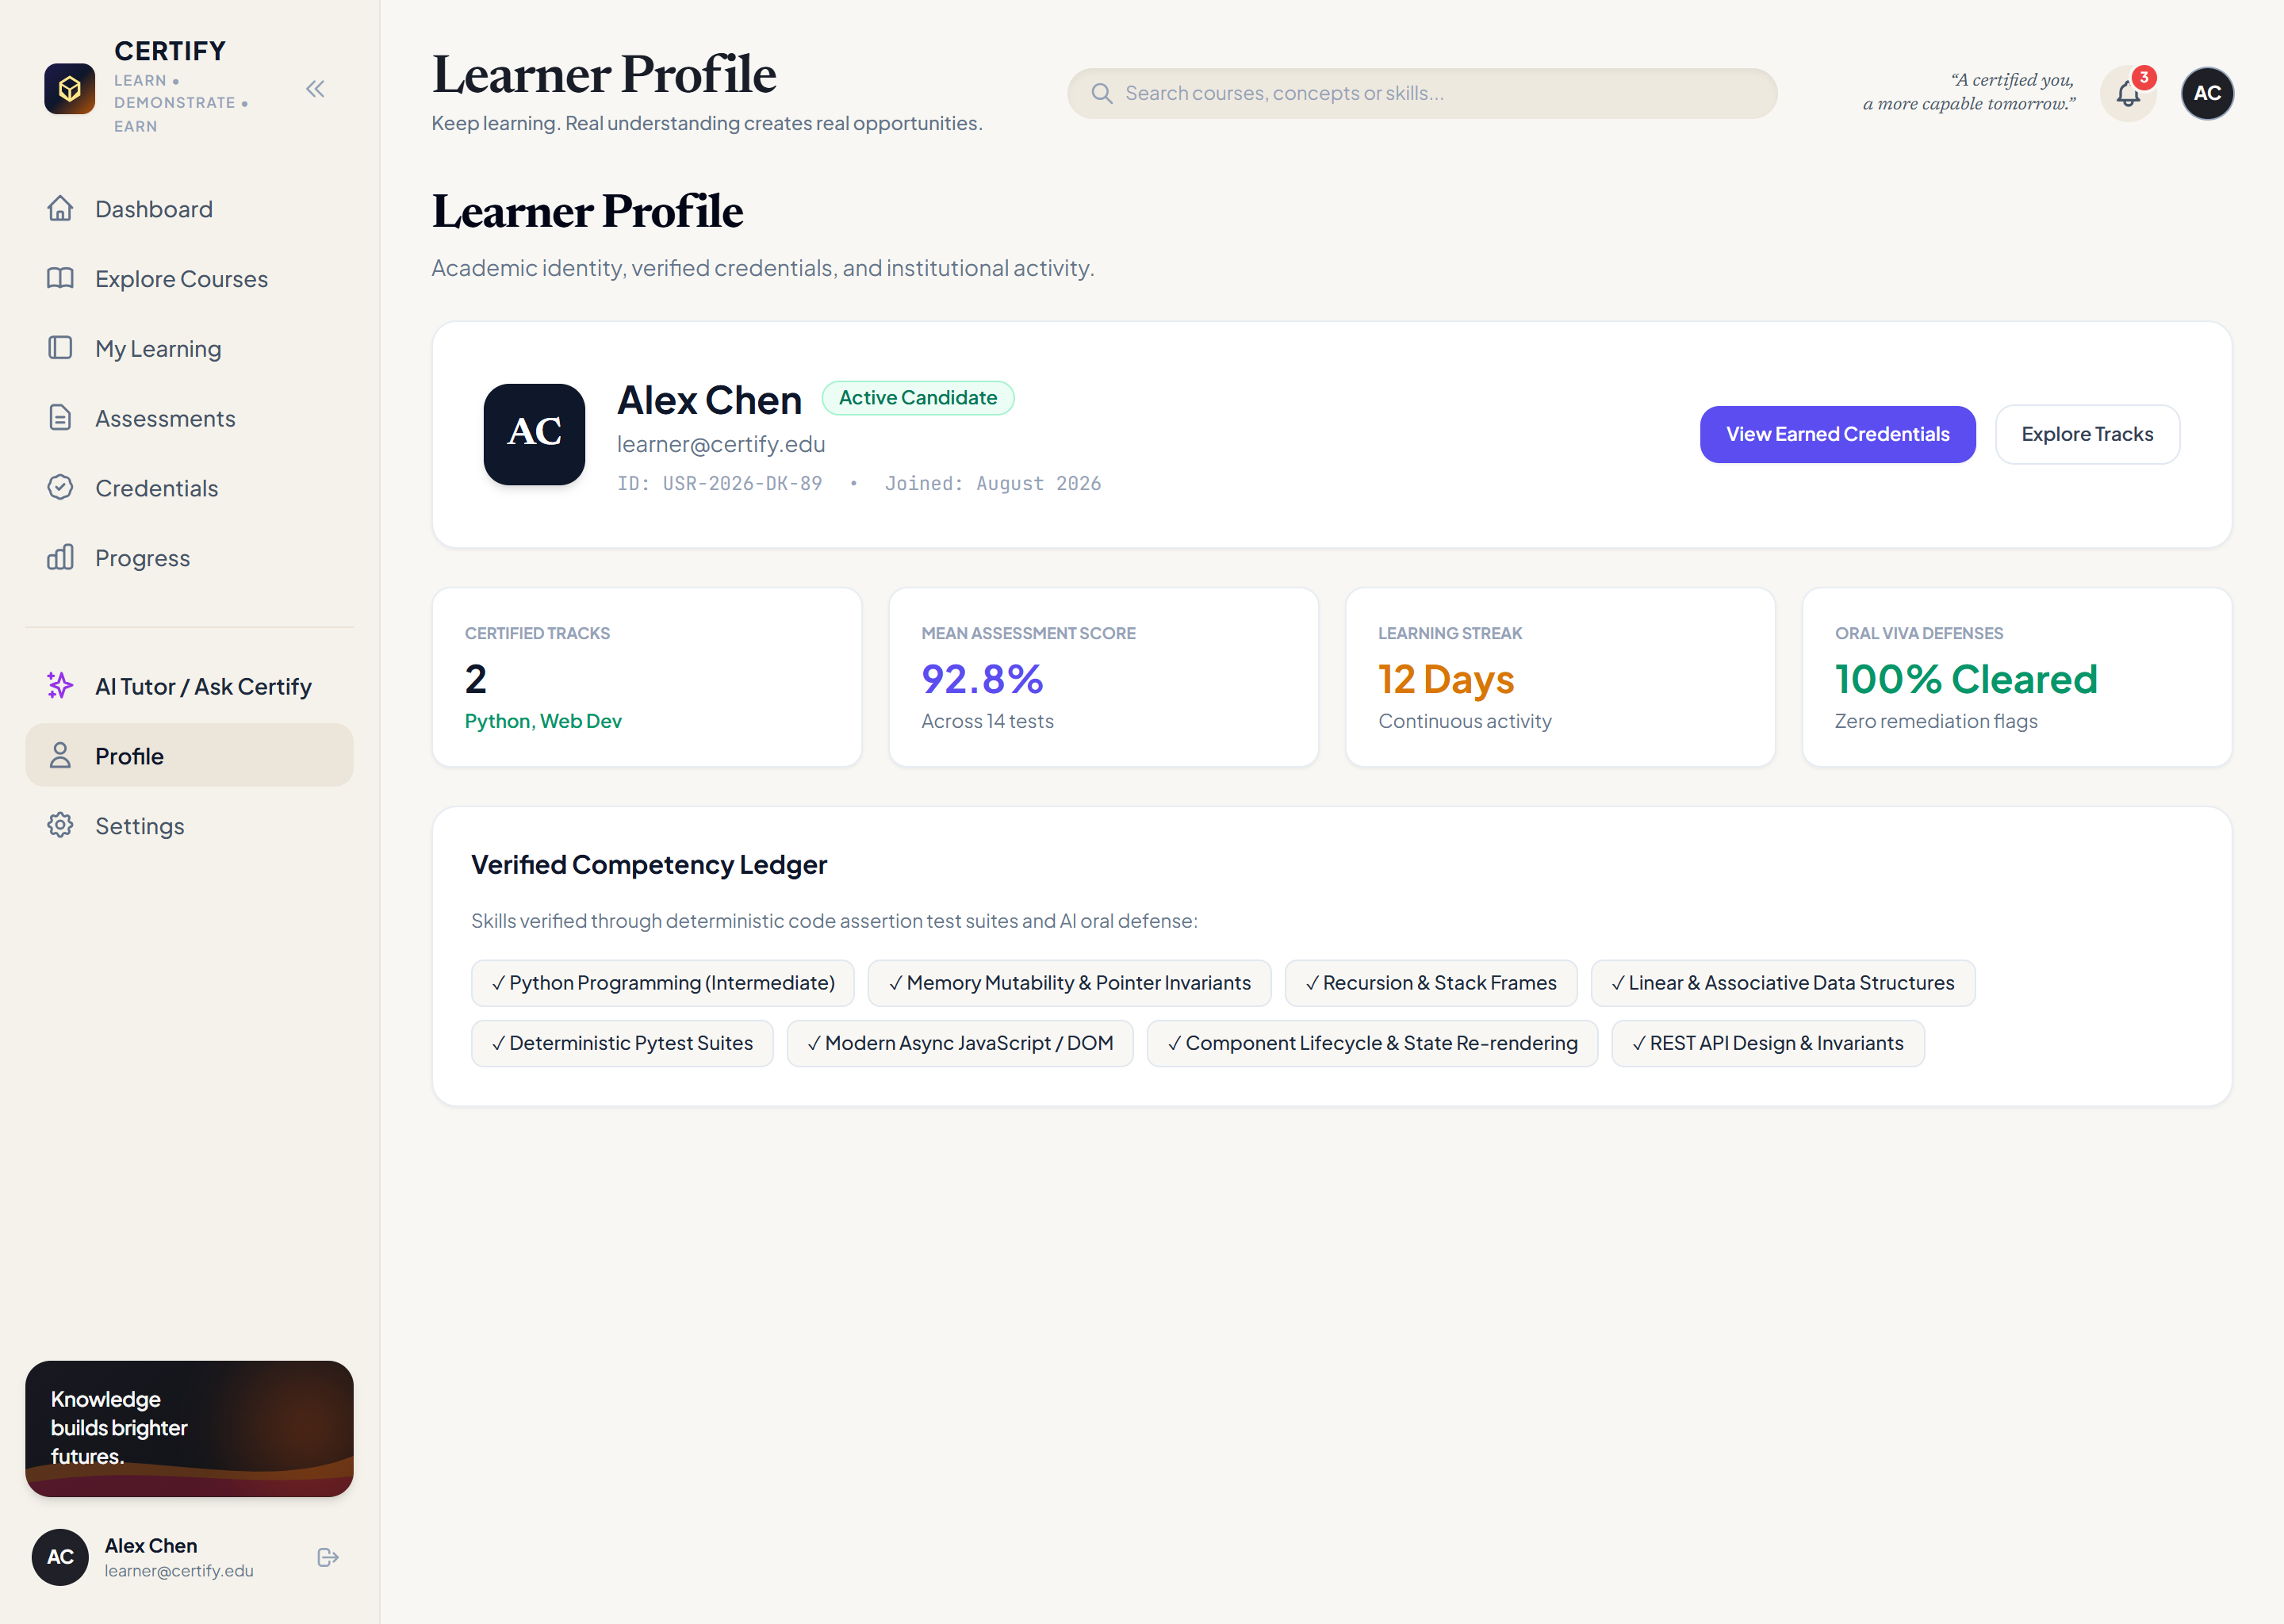 CERTIFY
LEARN •
DEMONSTRATE •
EARN
Dashboard
Explore Courses
My Learning
Assessments
Credentials
Progress
AI Tutor / Ask Certify
Profile
Settings
Knowledge
builds brighter
futures.
AC
Alex Chen
learner@certify.edu
Learner Profile
Keep learning. Real understanding creates real opportunities.
Search courses, concepts or skills...
“A certified you,
a more capable tomorrow.”
3
AC
Learner Profile
Academic identity, verified credentials, and institutional activity.
AC
Alex Chen
Active Candidate
learner@certify.edu
ID: USR-2026-DK-89 • Joined: August 2026
View Earned Credentials
Explore Tracks
CERTIFIED TRACKS
2
Python, Web Dev
MEAN ASSESSMENT SCORE
92.8%
Across 14 tests
LEARNING STREAK
12 Days
Continuous activity
ORAL VIVA DEFENSES
100% Cleared
Zero remediation flags
Verified Competency Ledger
Skills verified through deterministic code assertion test suites and AI oral defense:
✓ Python Programming (Intermediate)
✓ Memory Mutability & Pointer Invariants
✓ Recursion & Stack Frames
✓ Linear & Associative Data Structures
✓ Deterministic Pytest Suites
✓ Modern Async JavaScript / DOM
✓ Component Lifecycle & State Re-rendering
✓ REST API Design & Invariants